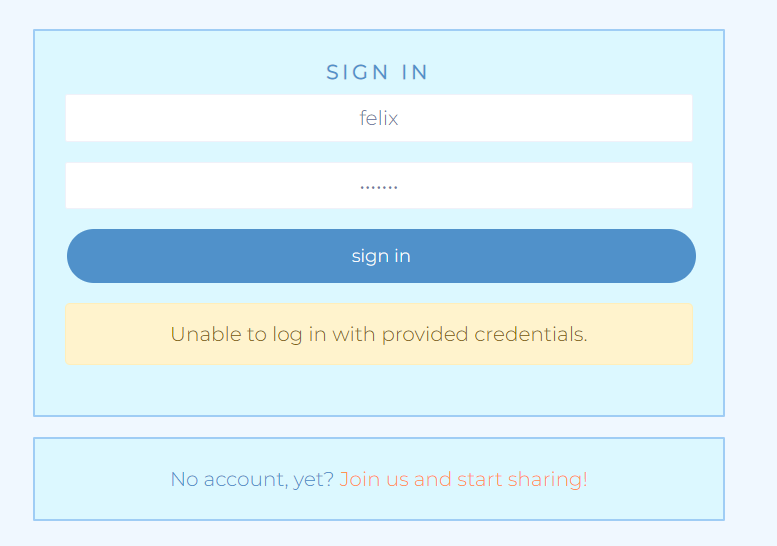 SIGN IN
felix
•••••••
sign in
Unable to log in with provided credentials.
No account, yet? Join us and start sharing!